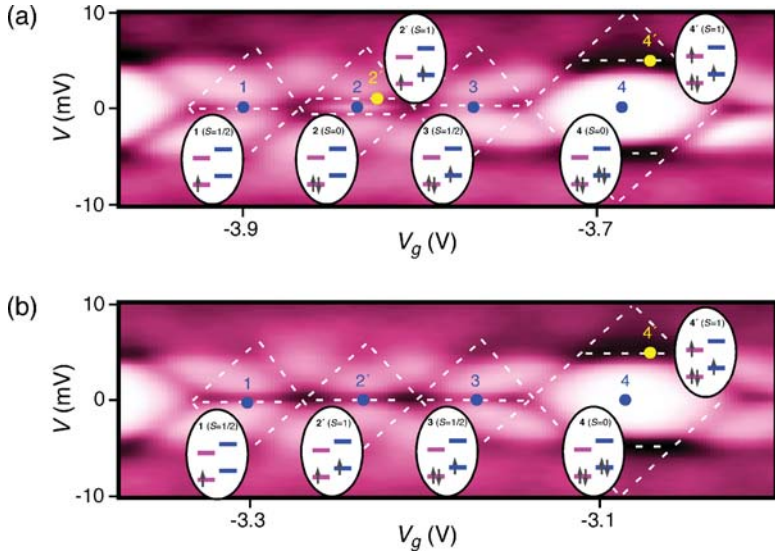 (a)
10
0
-10
V (mV)
1
2
2´
3
4
4´
2´ (S=1)
4´ (S=1)
1 (S=1/2)
2 (S=0)
3 (S=1/2)
4 (S=0)
-3.9
-3.7
Vg (V)
(b)
10
0
-10
V (mV)
1
2´
3
4
4´
4´ (S=1)
1 (S=1/2)
2´ (S=1)
3 (S=1/2)
4 (S=0)
-3.3
-3.1
Vg (V)